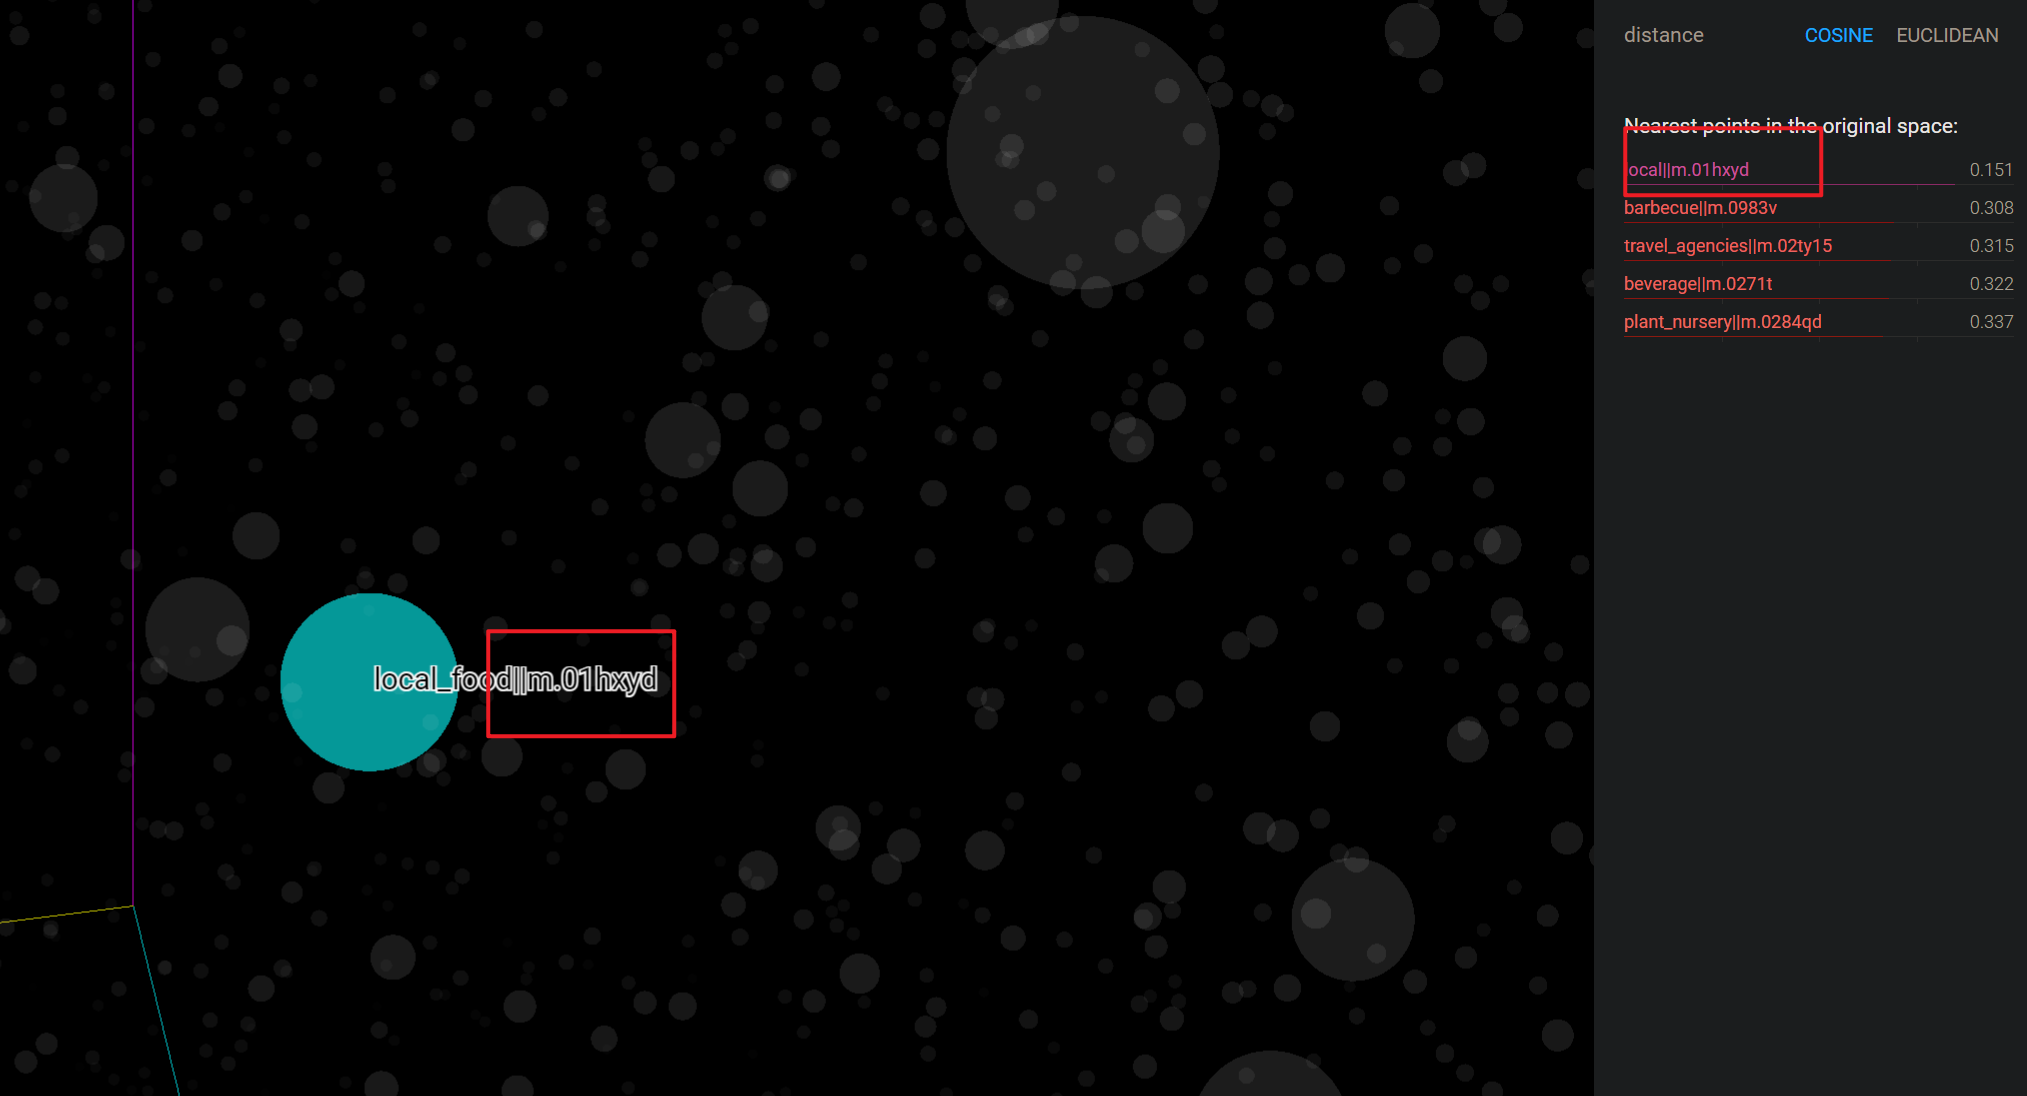 distance COSINE EUCLIDEAN
Nearest points in the original space:
local||m.01hxyd 0.151
barbecue||m.0983v 0.308
travel_agencies||m.02ty15 0.315
beverage||m.0271t 0.322
plant_nursery||m.0284qd 0.337
local_food||m.01hxyd